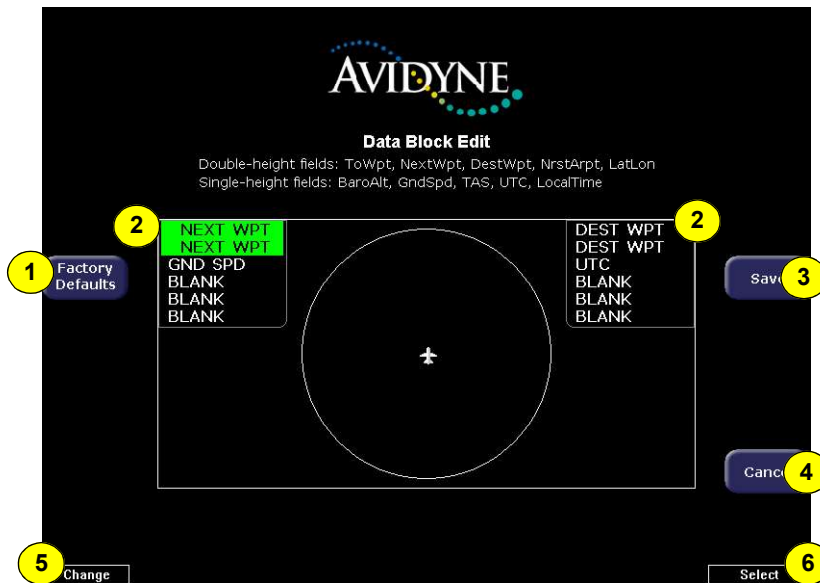 AVIDYNE
Data Block Edit
Double-height fields: ToWpt, NextWpt, DestWpt, NrstArpt, LatLon
Single-height fields: BaroAlt, GndSpd, TAS, UTC, LocalTime
2
NEXT WPT
NEXT WPT
GND SPD
BLANK
BLANK
BLANK
2
DEST WPT
DEST WPT
UTC
BLANK
BLANK
BLANK
1
Factory
Defaults
Save
3
4
5
Change
Select
6